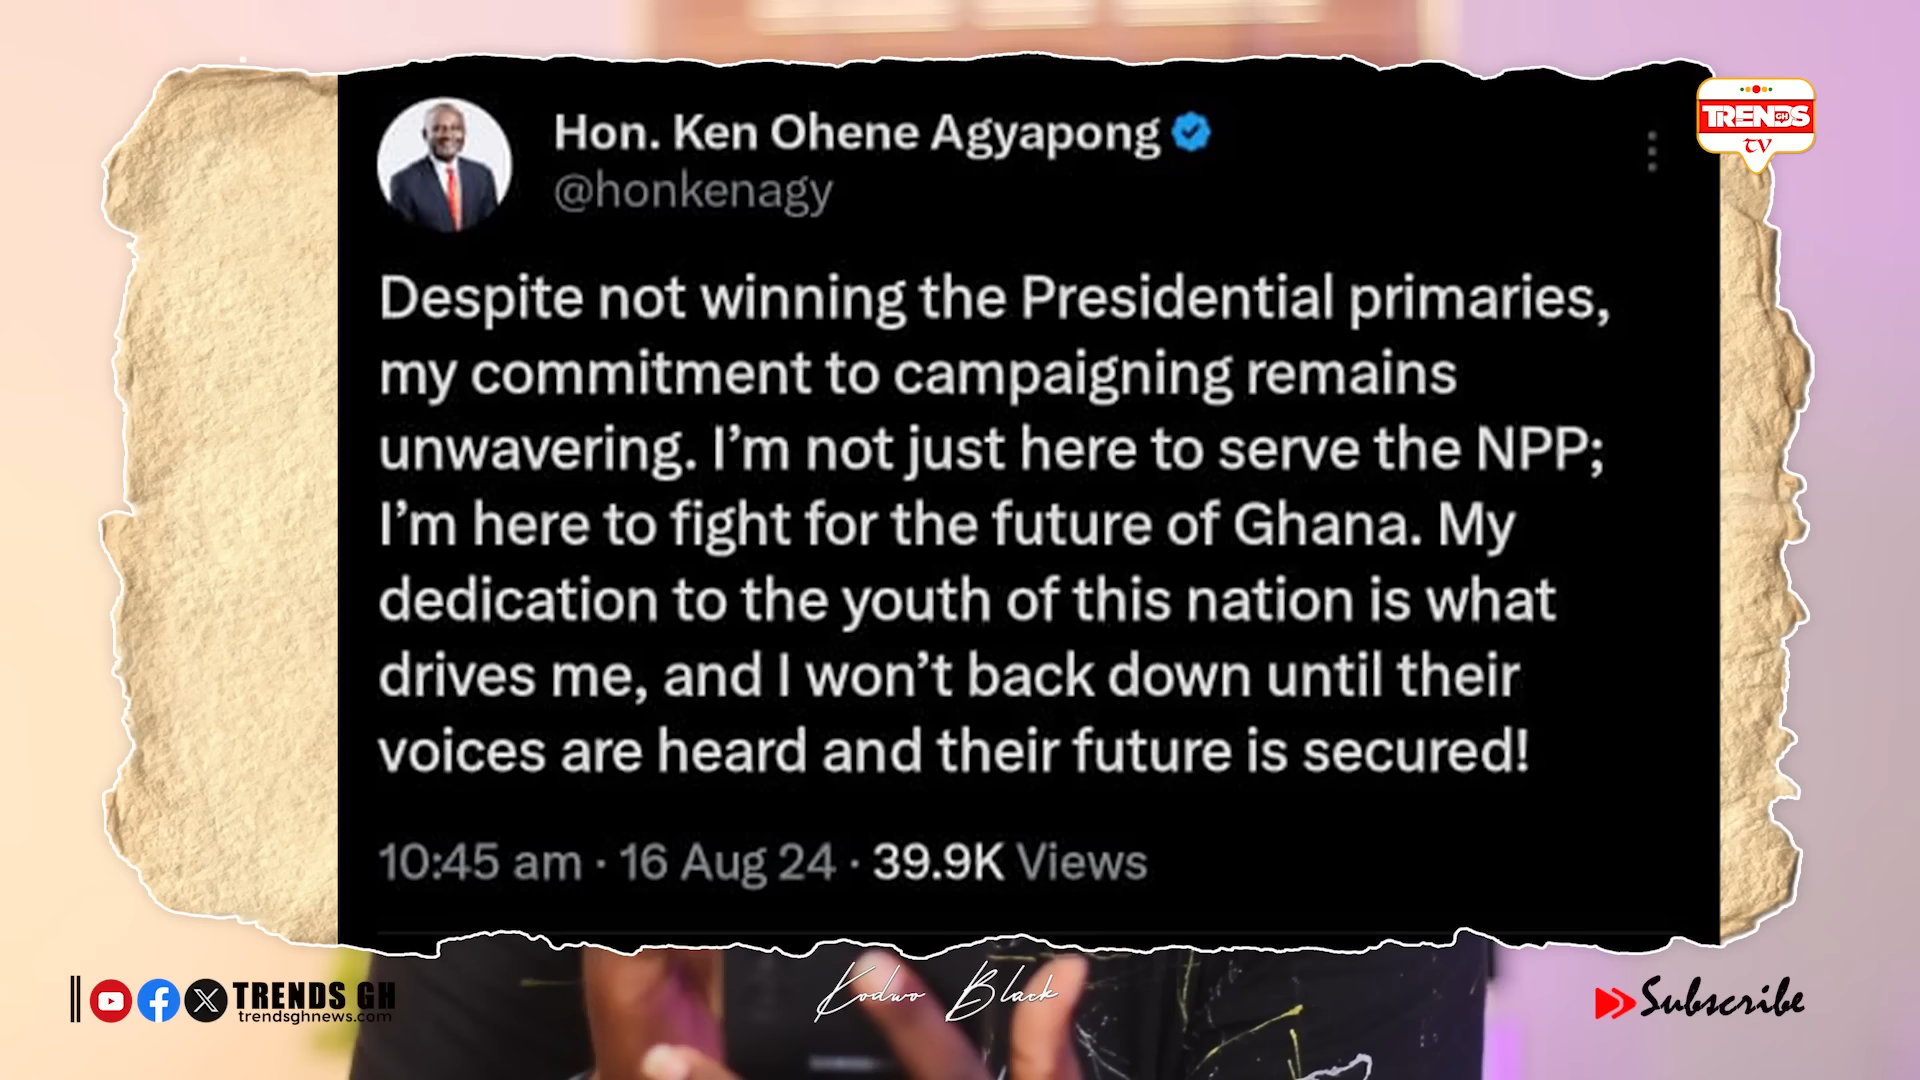 Hon. Ken Ohene Agyapong
@honkenagy
TRENDS GH
TV
Despite not winning the Presidential primaries,
my commitment to campaigning remains
unwavering. I’m not just here to serve the NPP;
I’m here to fight for the future of Ghana. My
dedication to the youth of this nation is what
drives me, and I won’t back down until their
voices are heard and their future is secured!
10:45 am · 16 Aug 24 · 39.9K Views
TRENDS GH
trendsghnews.com
Kodwo Black
Subscribe